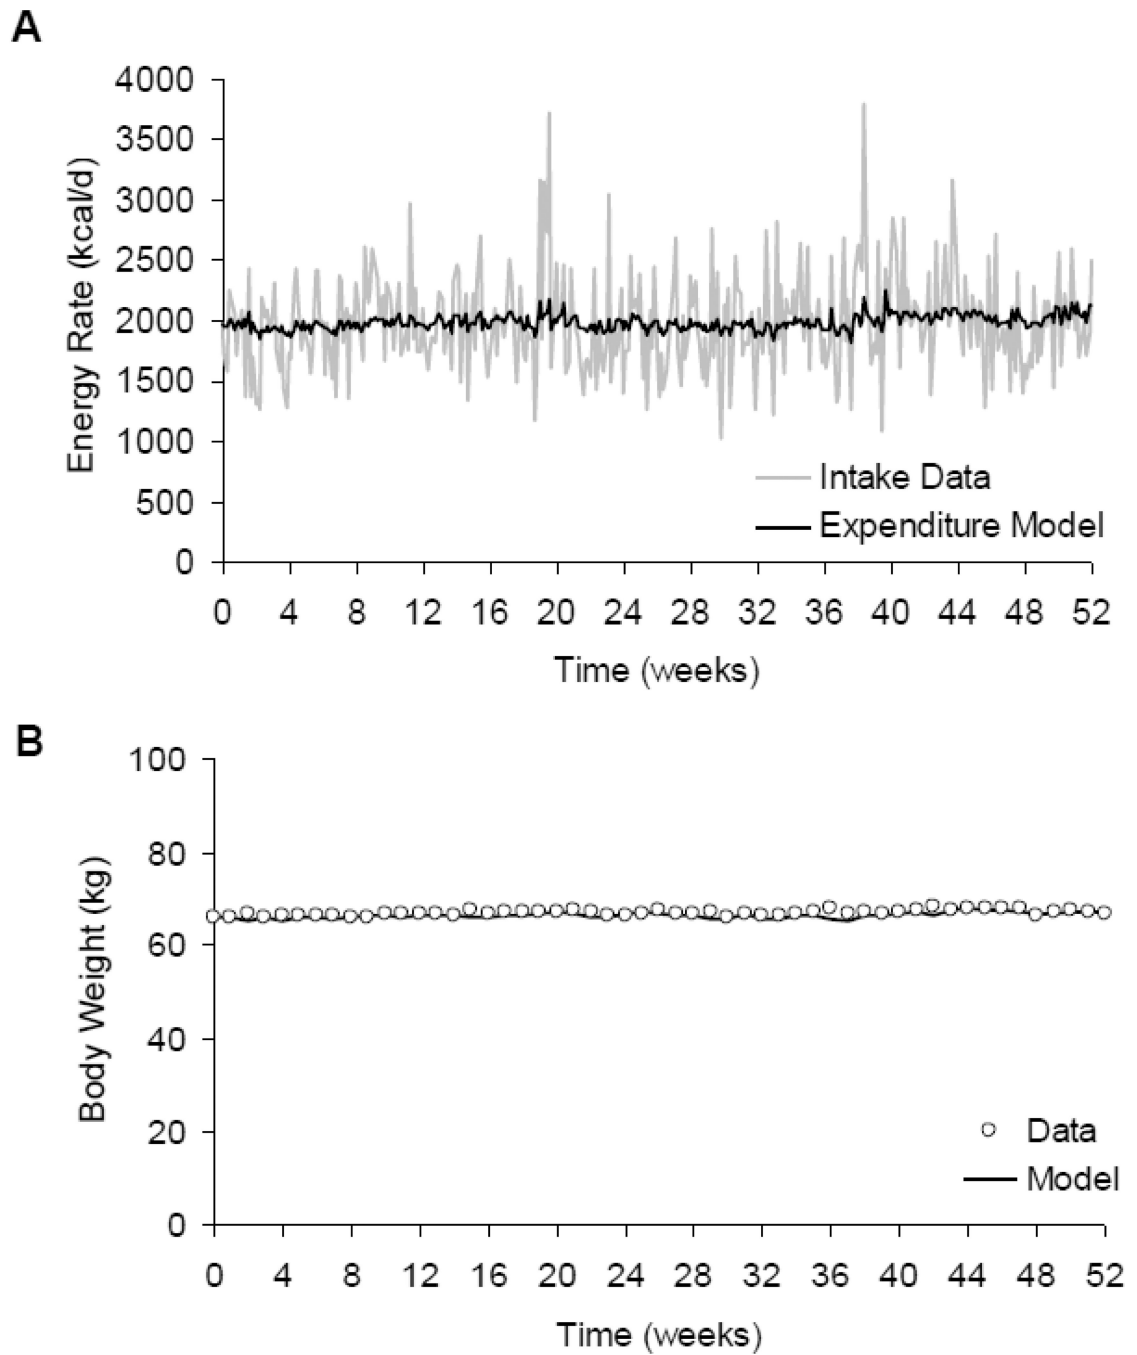 A
4000
3500
3000
2500
2000
1500
1000
500
0
Energy Rate (kcal/d)
Intake Data
Expenditure Model
0 4 8 12 16 20 24 28 32 36 40 44 48 52
Time (weeks)
B
100
80
60
40
20
0
Body Weight (kg)
Data
Model
0 4 8 12 16 20 24 28 32 36 40 44 48 52
Time (weeks)